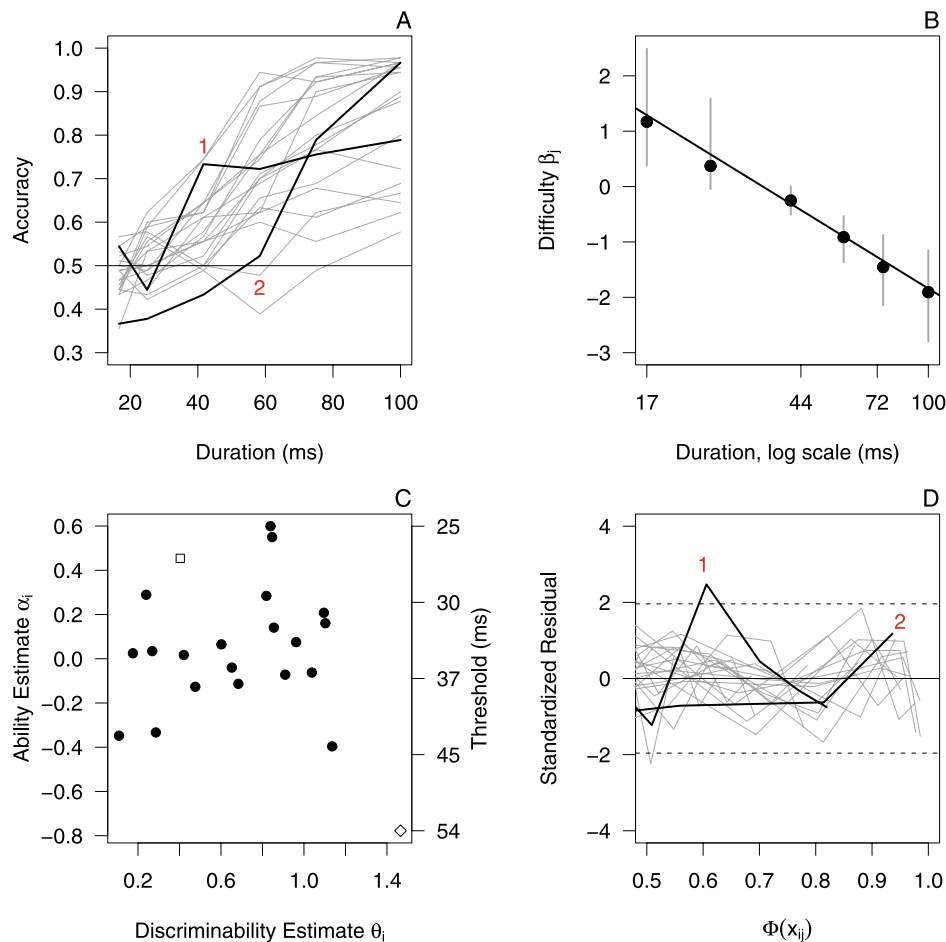 A
1.0
0.9
0.8
0.7
0.6
0.5
0.4
0.3
Accuracy
1
2
20 40 60 80 100
Duration (ms)
B
2
1
0
−1
−2
−3
Difficulty βj
17 44 72 100
Duration, log scale (ms)
C
0.6
0.4
0.2
0.0
−0.2
−0.4
−0.6
−0.8
Ability Estimate αi
25
30
37
45
54
Threshold (ms)
0.2 0.6 1.0 1.4
Discriminability Estimate θi
D
4
2
0
−2
−4
Standardized Residual
1
2
0.5 0.6 0.7 0.8 0.9 1.0
Φ(xij)